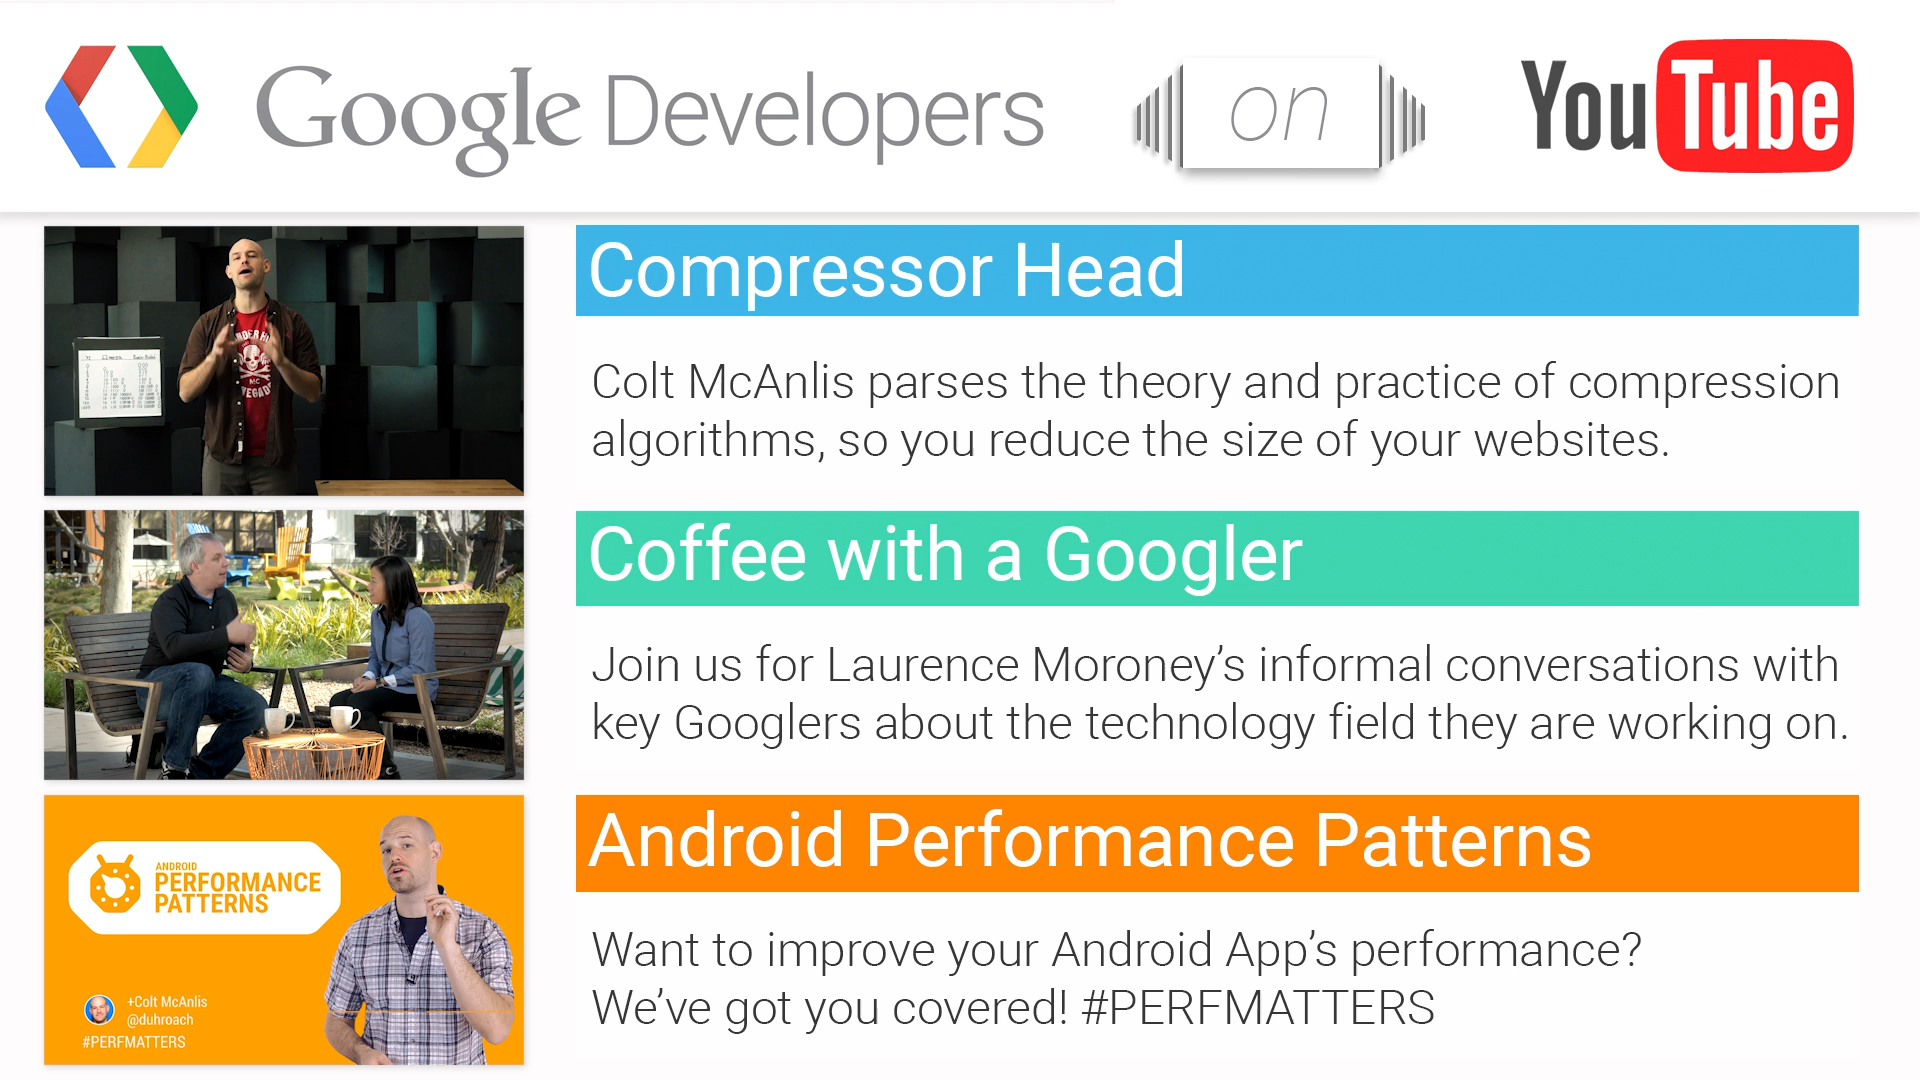 Google Developers
on
YouTube
Compressor Head
Colt McAnlis parses the theory and practice of compression
algorithms, so you reduce the size of your websites.
MC
Coffee with a Googler
Join us for Laurence Moroney’s informal conversations with
key Googlers about the technology field they are working on.
ANDROID
PERFORMANCE
PATTERNS
+Colt McAnlis
@duhroach
#PERFMATTERS
Android Performance Patterns
Want to improve your Android App’s performance?
We’ve got you covered! #PERFMATTERS